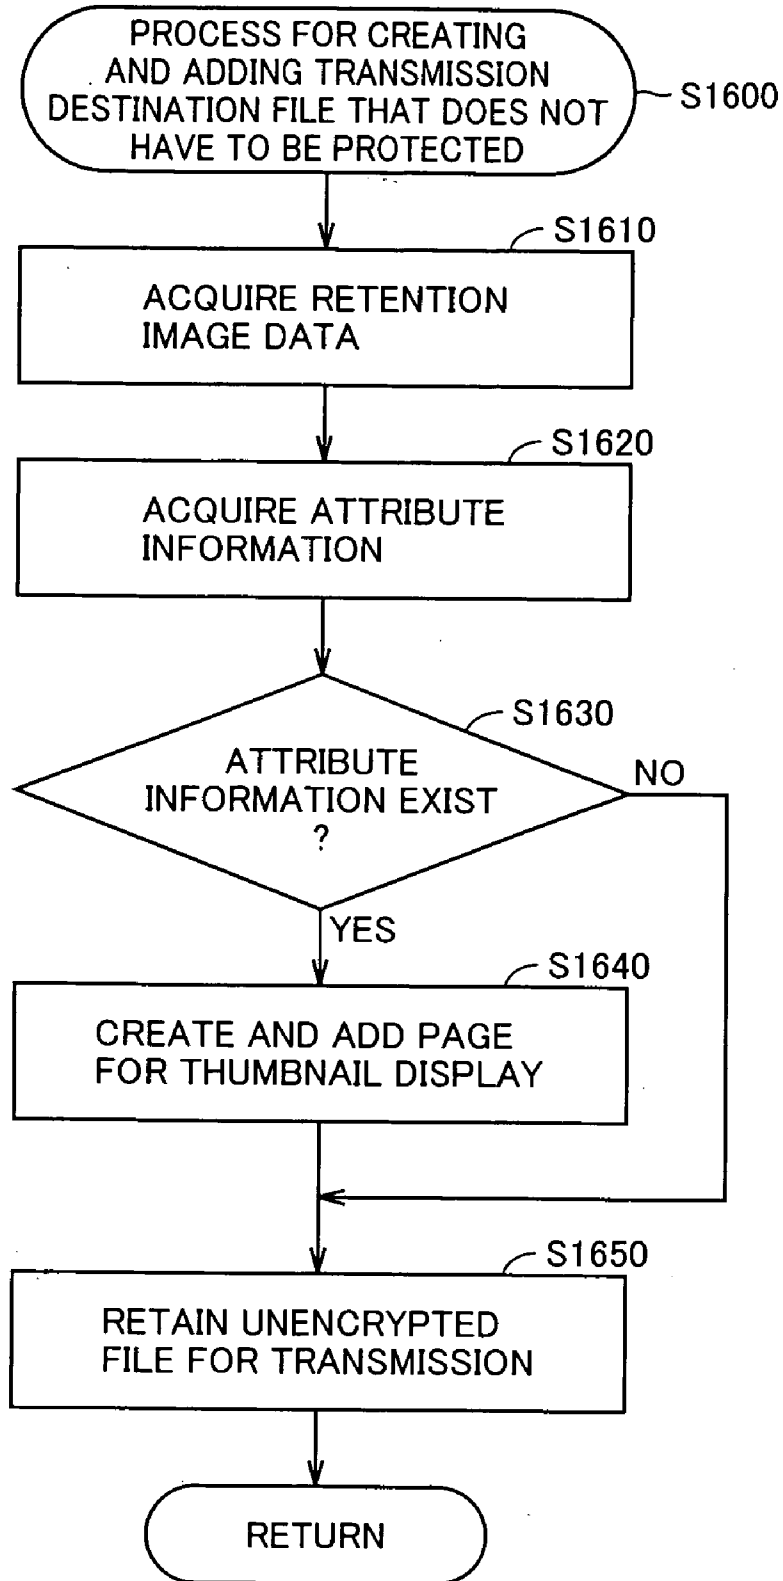 PROCESS FOR CREATING
AND ADDING TRANSMISSION
DESTINATION FILE THAT DOES NOT
HAVE TO BE PROTECTED
S1600
S1610
ACQUIRE RETENTION
IMAGE DATA
S1620
ACQUIRE ATTRIBUTE
INFORMATION
S1630
ATTRIBUTE
INFORMATION EXIST
?
NO
YES
S1640
CREATE AND ADD PAGE
FOR THUMBNAIL DISPLAY
S1650
RETAIN UNENCRYPTED
FILE FOR TRANSMISSION
RETURN